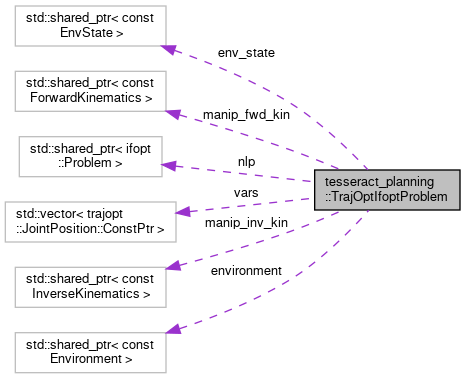 std::shared_ptr< const
EnvState >
env_state
std::shared_ptr< const
ForwardKinematics >
manip_fwd_kin
std::shared_ptr< ifopt
::Problem >
nlp
tesseract_planning
::TrajOptIfoptProblem
vars
std::vector< trajopt
::JointPosition::ConstPtr >
manip_inv_kin
std::shared_ptr< const
InverseKinematics >
environment
std::shared_ptr< const
Environment >